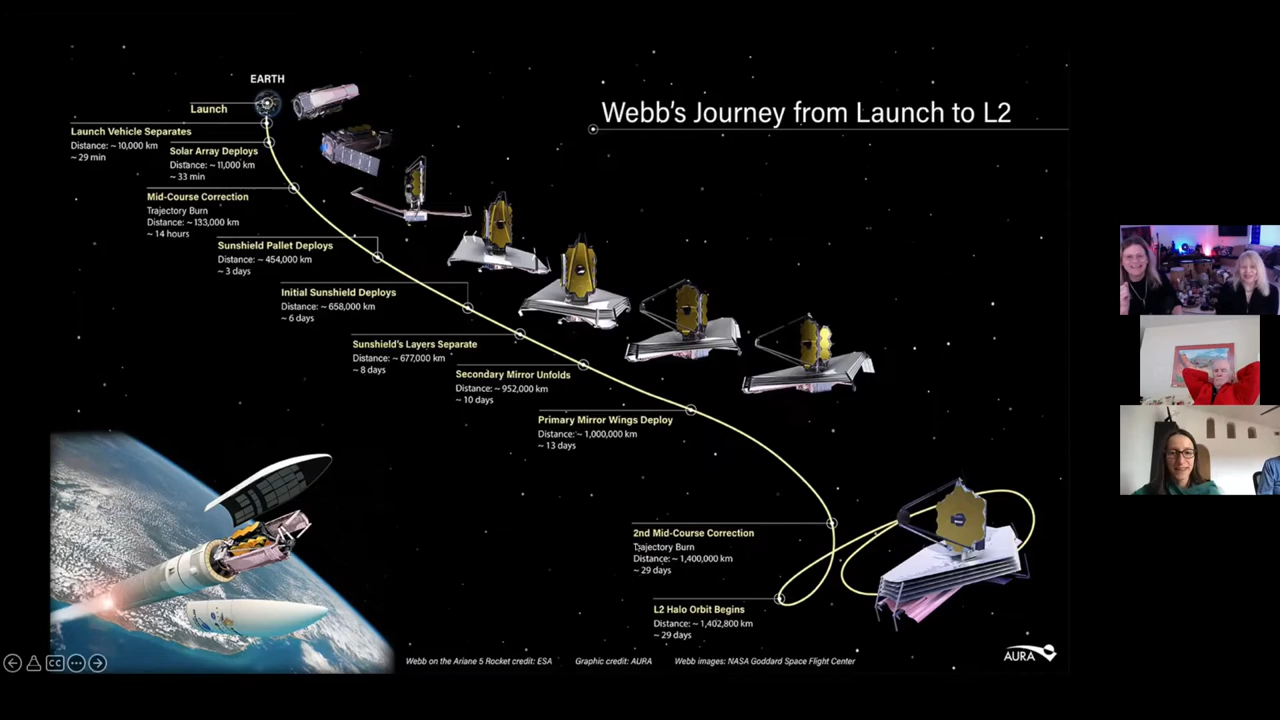 EARTH
Webb's Journey from Launch to L2
Launch
Launch Vehicle Separates
Distance: ~ 10,000 km
~ 29 min
Solar Array Deploys
Distance: ~ 11,000 km
~ 33 min
Mid-Course Correction
Trajectory Burn
Distance: ~ 133,000 km
~ 14 hours
Sunshield Pallet Deploys
Distance: ~ 454,000 km
~ 3 days
Initial Sunshield Deploys
Distance: ~ 658,000 km
~ 6 days
Sunshield's Layers Separate
Distance: ~ 677,000 km
~ 8 days
Secondary Mirror Unfolds
Distance: ~ 952,000 km
~ 10 days
Primary Mirror Wings Deploy
Distance: ~ 1,000,000 km
~ 13 days
2nd Mid-Course Correction
Trajectory Burn
Distance: ~ 1,400,000 km
~ 29 days
L2 Halo Orbit Begins
Distance: ~ 1,402,800 km
~ 29 days
CC
Webb on the Ariane 5 Rocket credit: ESA
Graphic credit: AURA
Webb images: NASA Goddard Space Flight Center
AURA